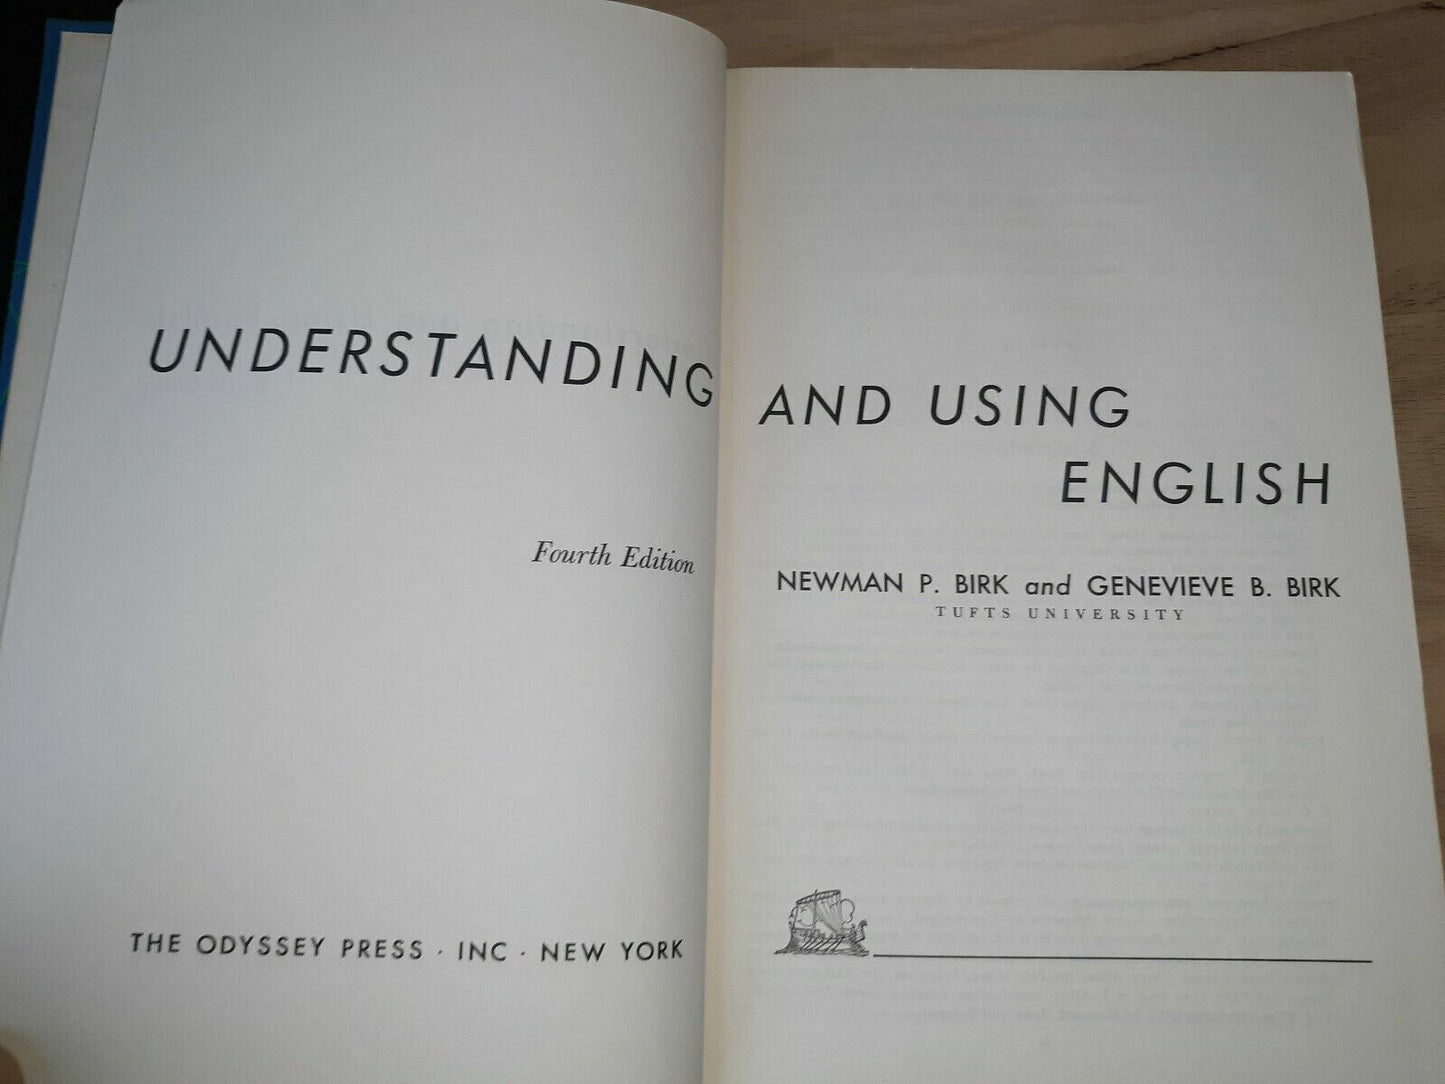 UNDERSTANDING AND USING
ENGLISH
Fourth Edition
NEWMAN P. BIRK and GENEVIEVE B. BIRK
TUFTS UNIVERSITY
THE ODYSSEY PRESS · INC · NEW YORK